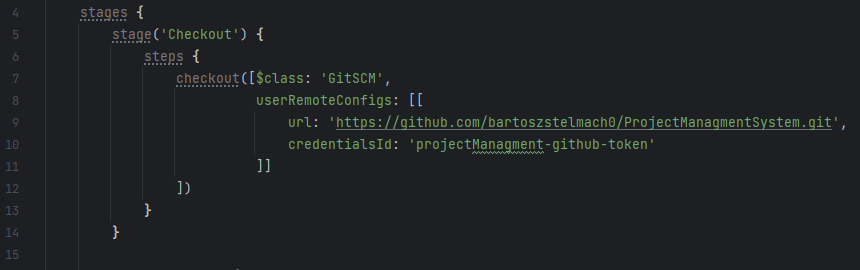 4 stages {
5 stage('Checkout') {
6 steps {
7 checkout([$class: 'GitSCM',
8 userRemoteConfigs: [[
9 url: 'https://github.com/bartoszstelmach0/ProjectManagmentSystem.git',
10 credentialsId: 'projectManagment-github-token'
11 ]]
12 ])
13 }
14 }
15